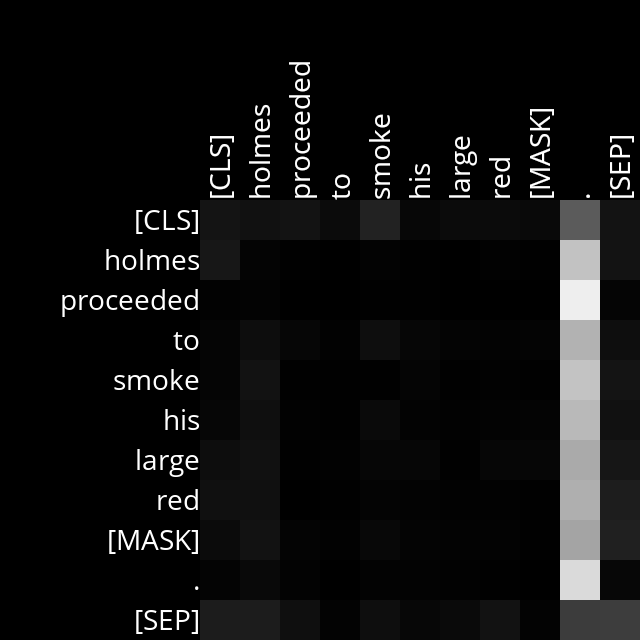 [CLS] holmes proceeded to smoke his large red [MASK] . [SEP]
[CLS]
holmes
proceeded
to
smoke
his
large
red
[MASK]
.
[SEP]